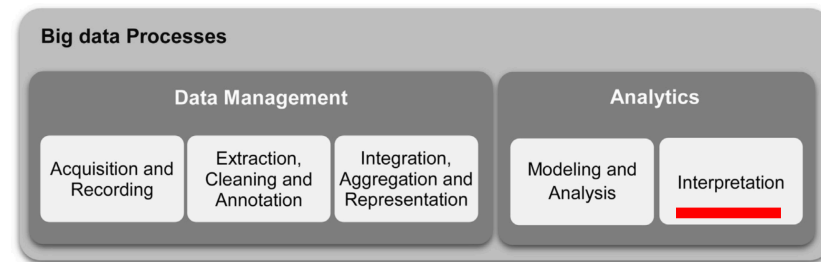 Big data Processes
Data Management
Acquisition and
Recording
Extraction,
Cleaning and
Annotation
Integration,
Aggregation and
Representation
Analytics
Modeling and
Analysis
Interpretation